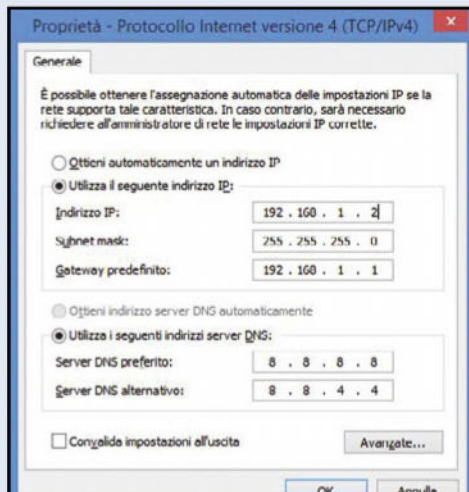 Proprietà - Protocollo Internet versione 4 (TCP/IPv4)
Generale
È possibile ottenere l'assegnazione automatica delle impostazioni IP se la
rete supporta tale caratteristica. In caso contrario, sarà necessario
richiedere all'amministratore di rete le impostazioni IP corrette.
Ottieni automaticamente un indirizzo IP
Utilizza il seguente indirizzo IP:
Indirizzo IP: 192 . 168 . 1 . 2
Subnet mask: 255 . 255 . 255 . 0
Gateway predefinito: 192 . 168 . 1 . 1
Ottieni indirizzo server DNS automaticamente
Utilizza i seguenti indirizzi server DNS:
Server DNS preferito: 8 . 8 . 8 . 8
Server DNS alternativo: 8 . 8 . 4 . 4
Convalida impostazioni all'uscita Avanzate...
OK Annulla